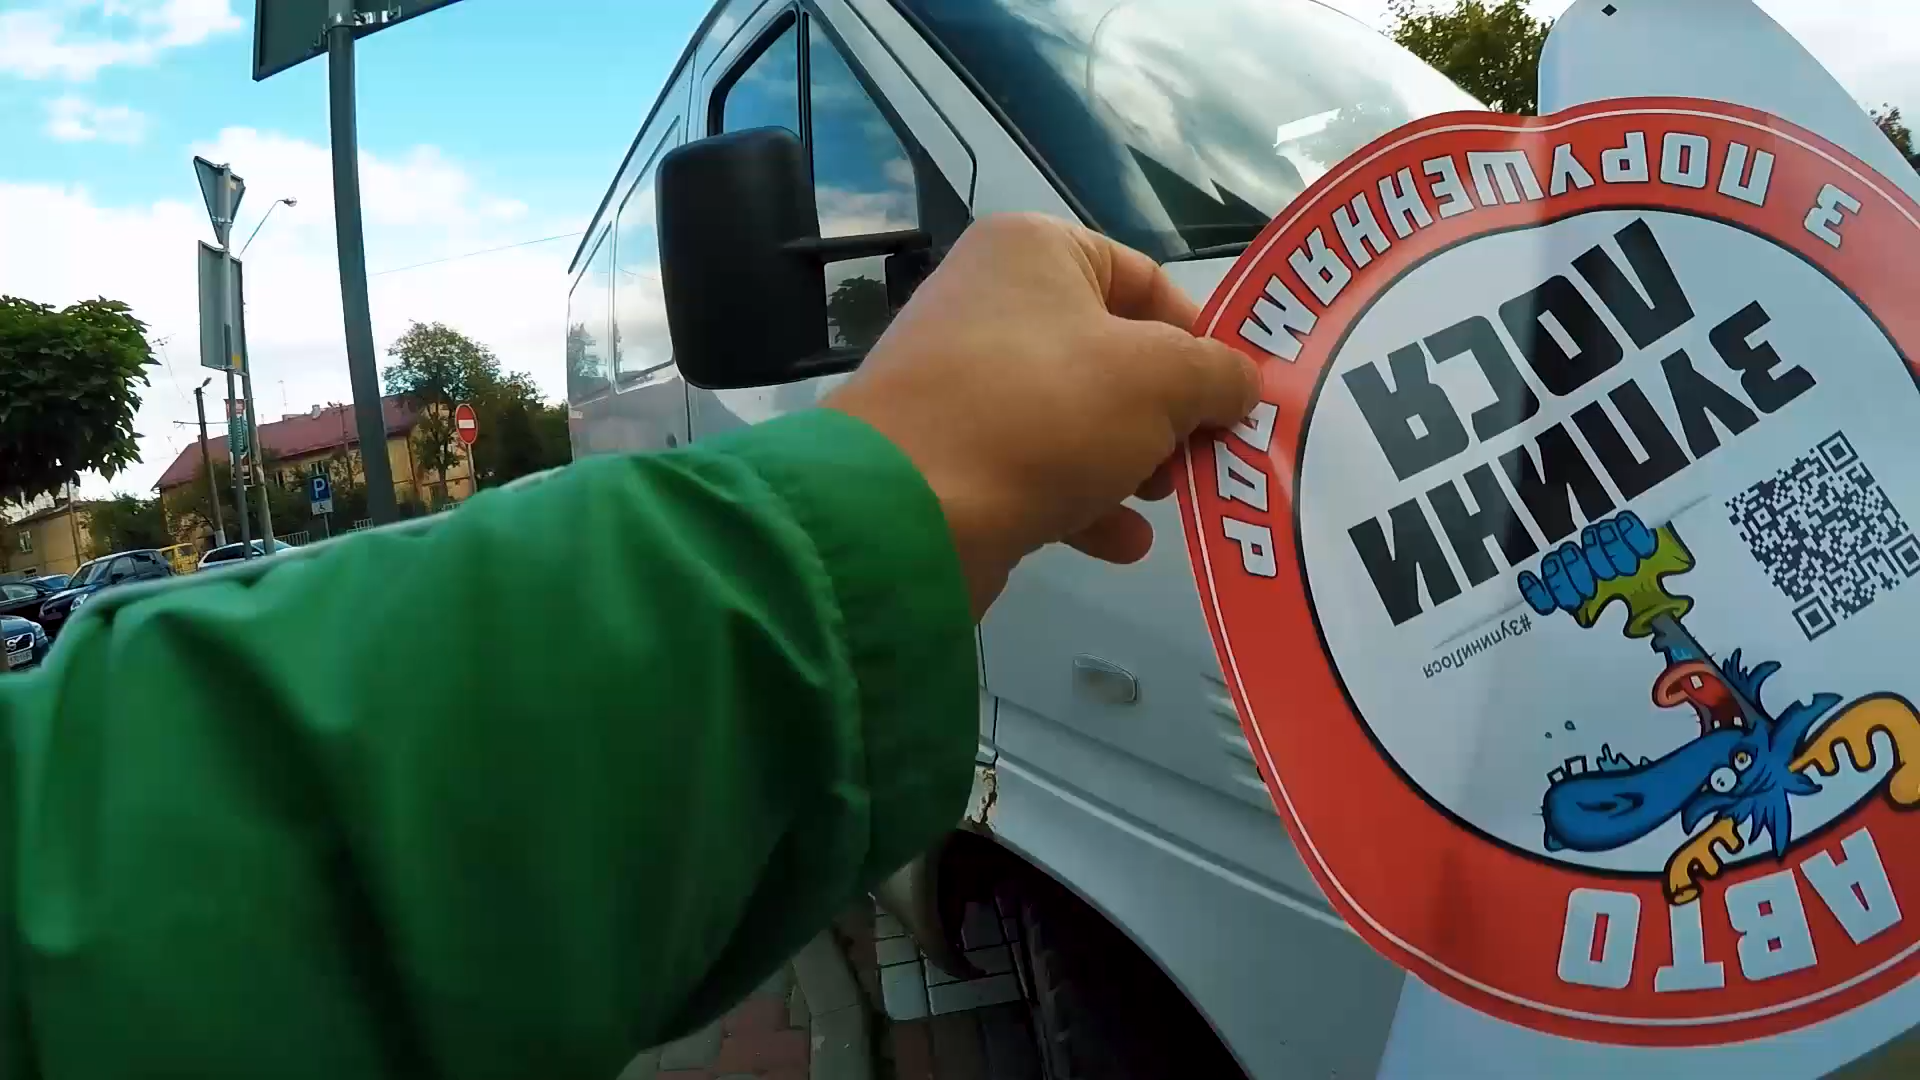 АВТО
#ЗупиниЛося
ЗУПИНИ
ЛОСЯ
З ПОРУШЕННЯМ ПДР
P